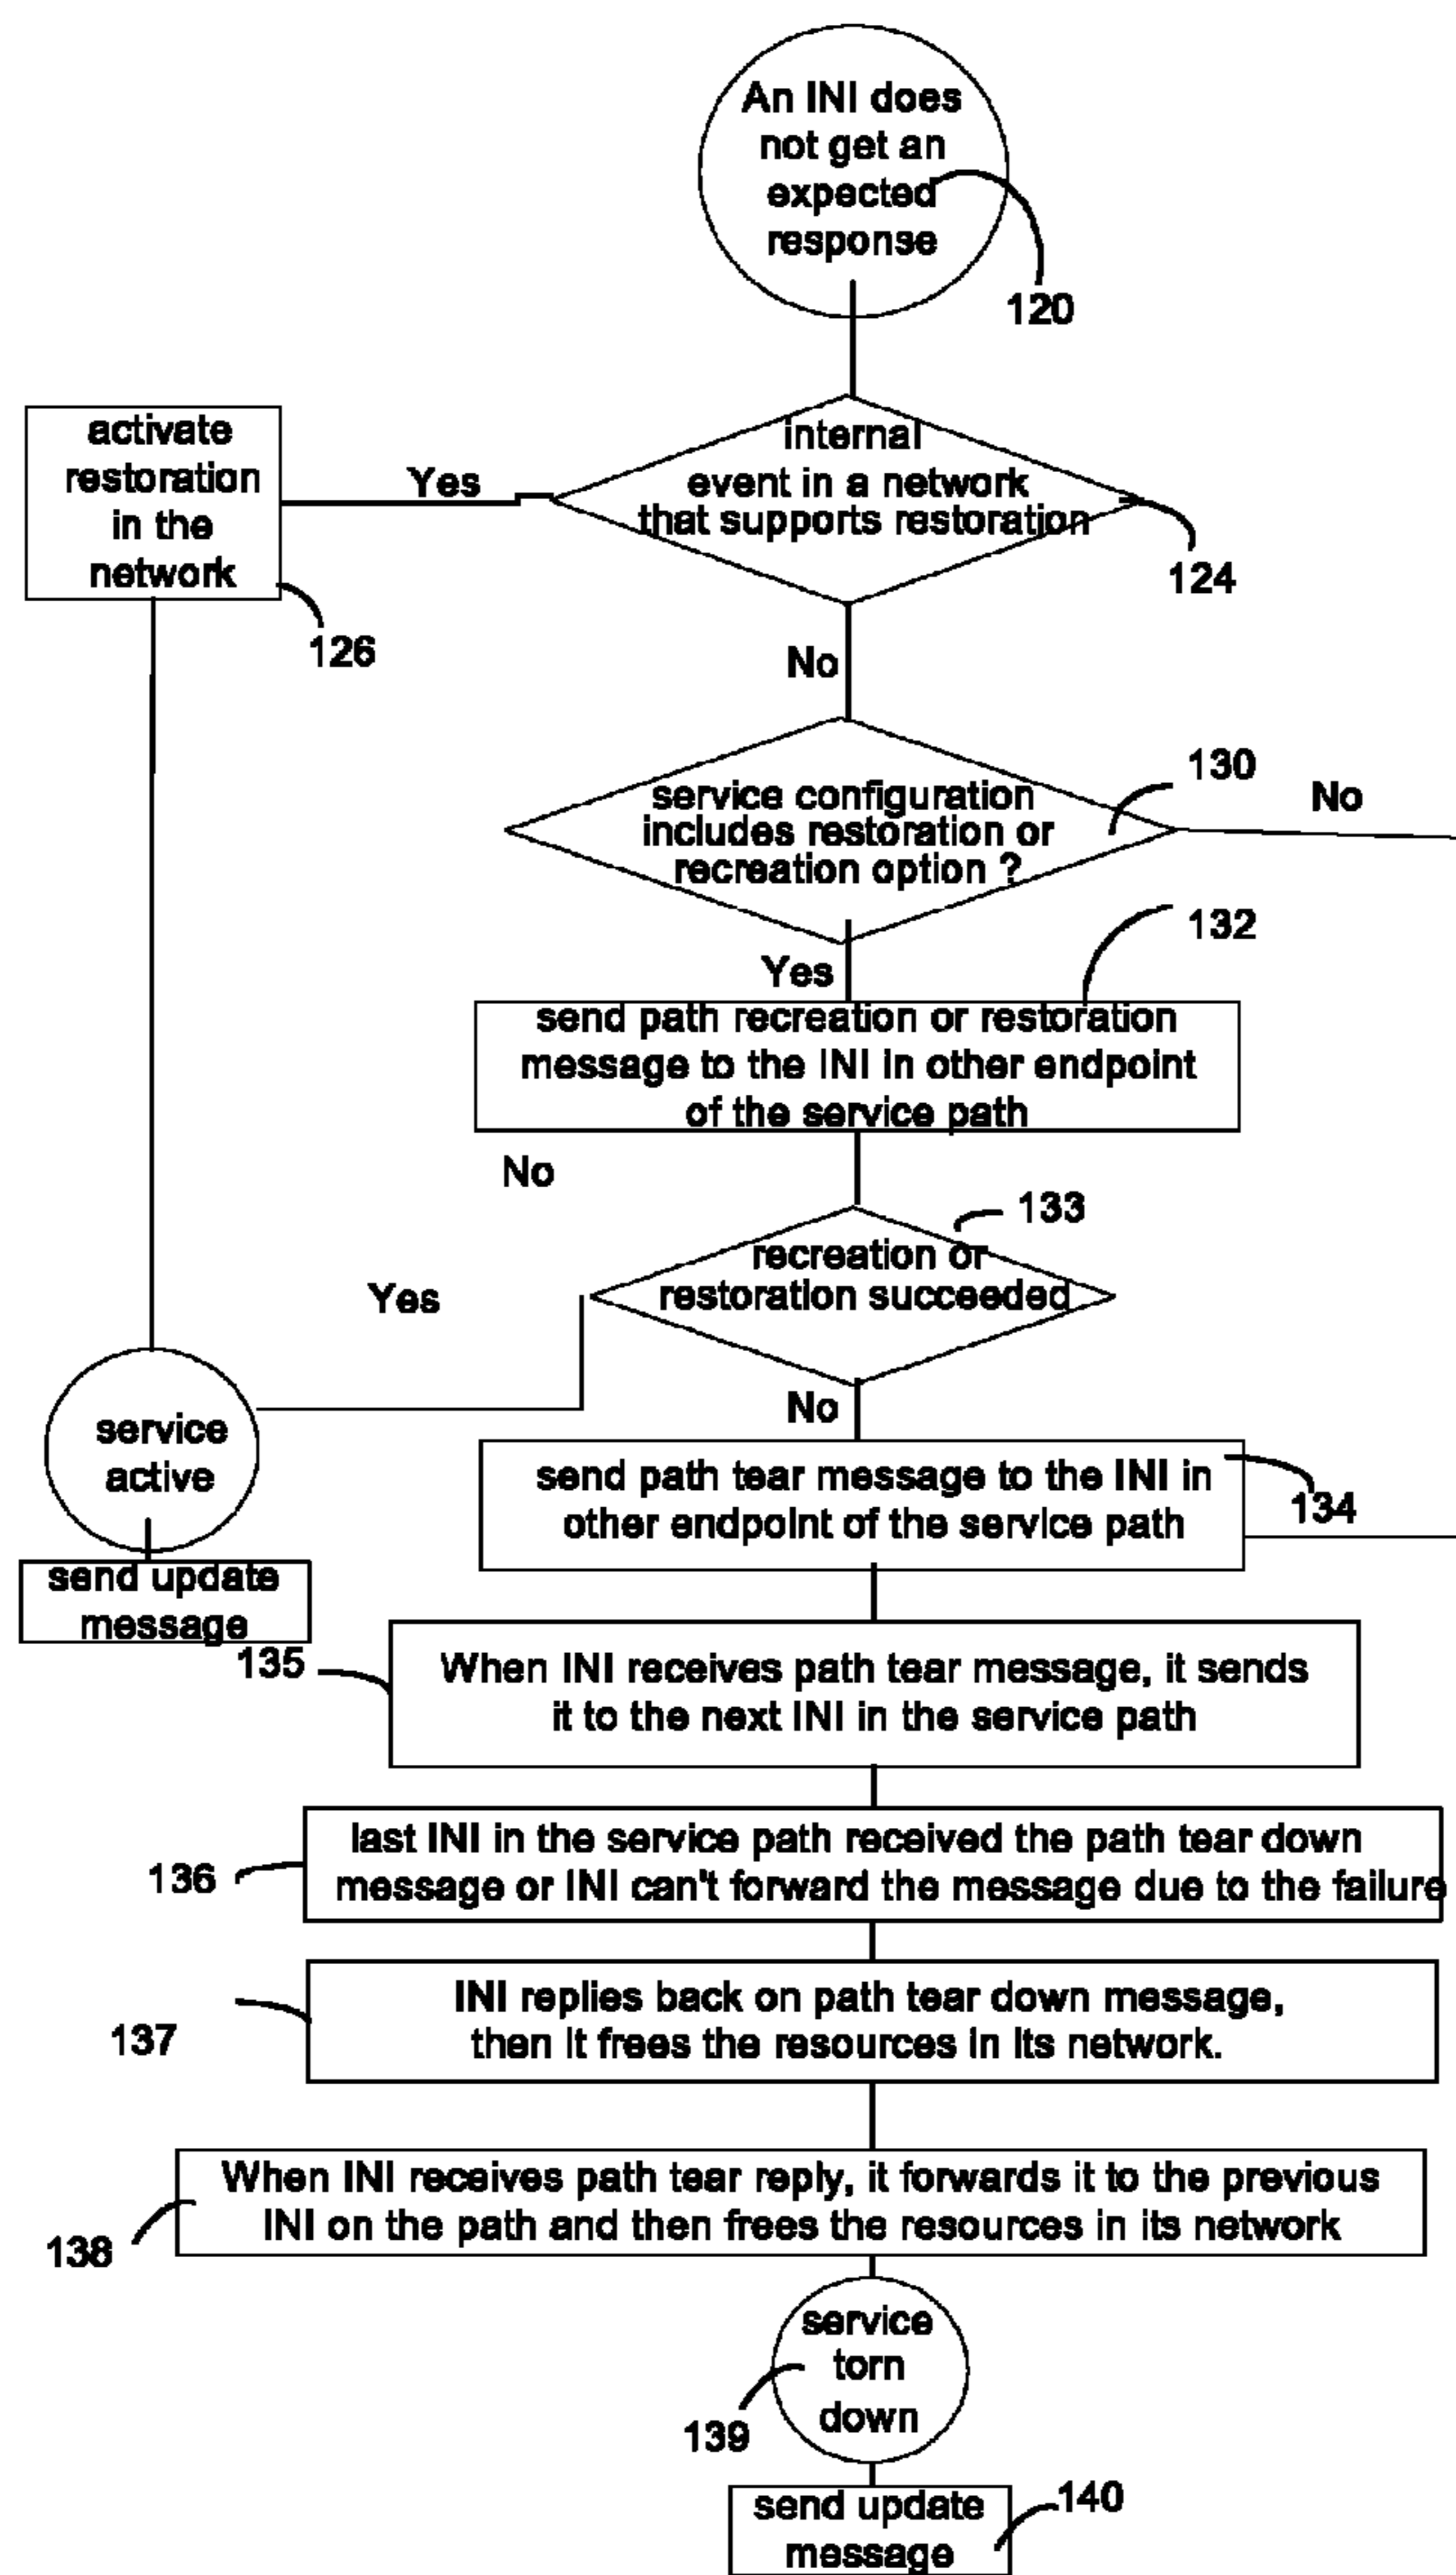 An INI does
not get an
expected
response
120
activate
restoration
in the
network
126
Yes
internal
event in a network
that supports restoration
124
No
service configuration
includes restoration or
recreation option ?
130
No
132
Yes
send path recreation or restoration
message to the INI in other endpoint
of the service path
No
133
recreation or
restoration succeeded
Yes
No
service
active
send update
message
send path tear message to the INI in
other endpoint of the service path
134
135
When INI receives path tear message, it sends
it to the next INI in the service path
136
last INI in the service path received the path tear down
message or INI can't forward the message due to the failure
137
INI replies back on path tear down message,
then it frees the resources in its network.
138
When INI receives path tear reply, it forwards it to the previous
INI on the path and then frees the resources in its network
service
torn
down
139
send update
message
140